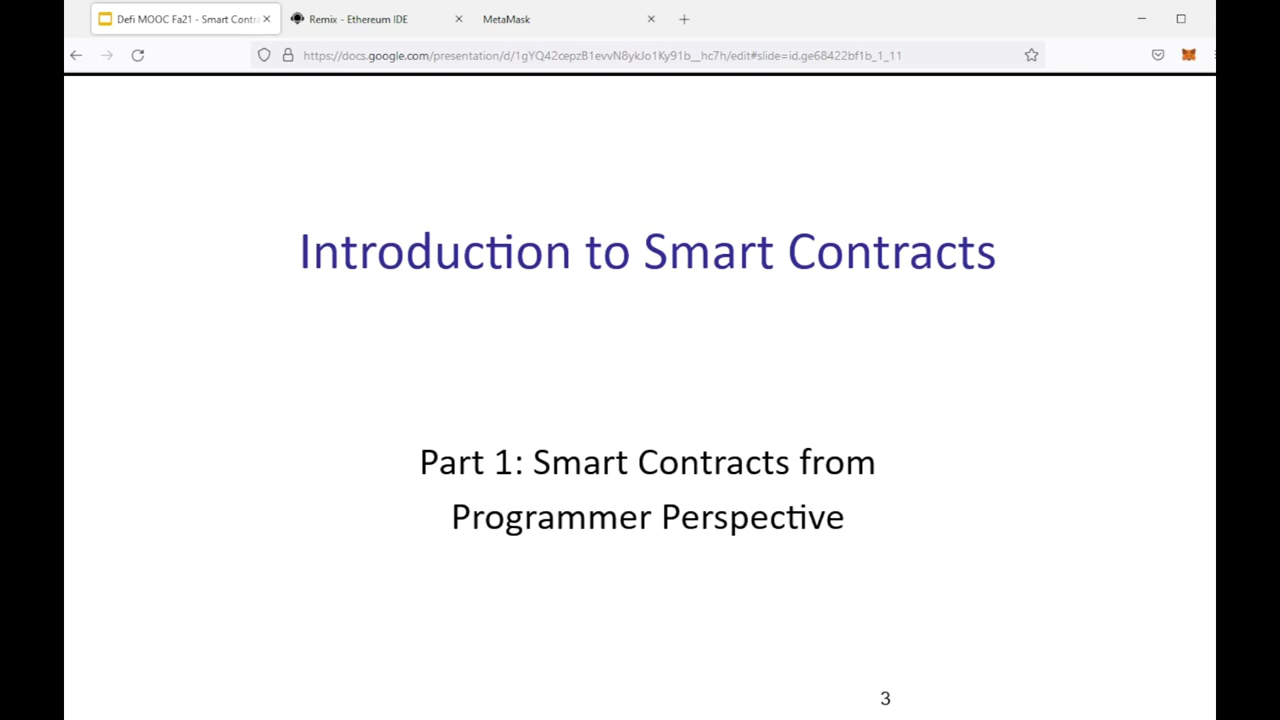 Defi MOOC Fa21 - Smart Contra
Remix - Ethereum IDE
MetaMask
https://docs.google.com/presentation/d/1gYQ42cepzB1evvN8ykJo1Ky91b__hc7h/edit#slide=id.ge68422bf1b_1_11
Introduction to Smart Contracts
Part 1: Smart Contracts from
Programmer Perspective
3